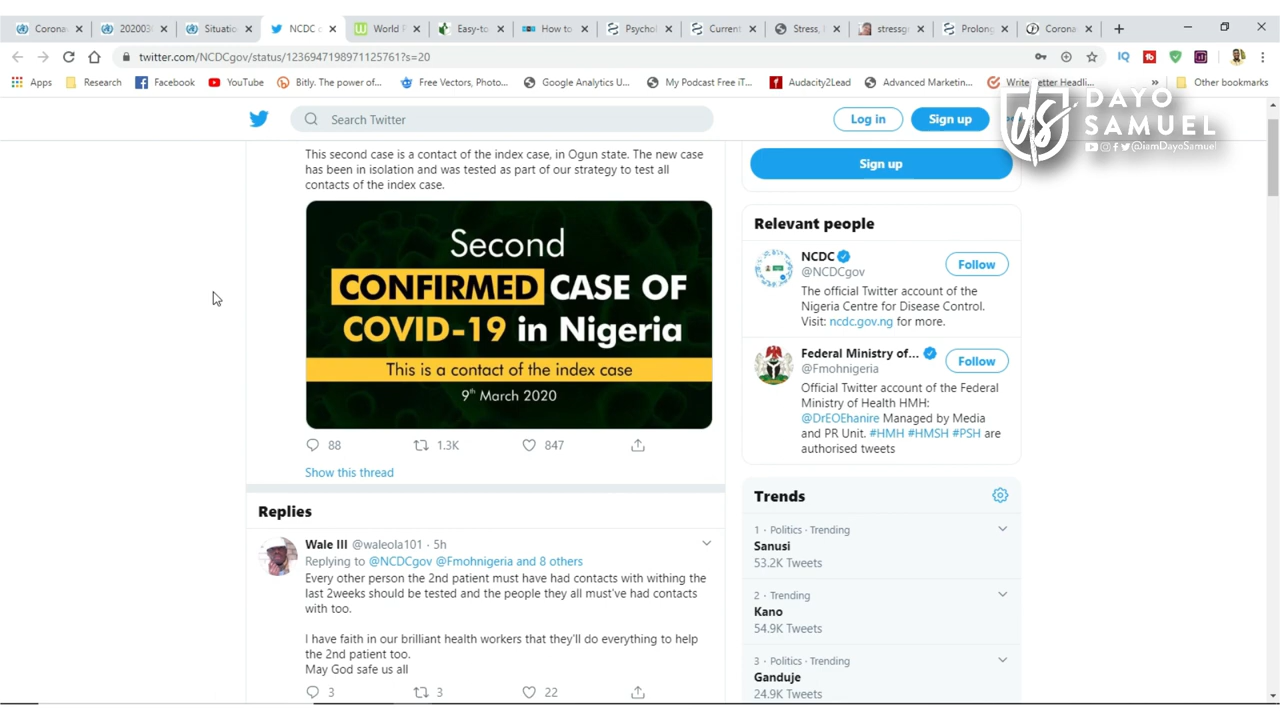 Corona
20200
Situatio
NCDC
World P
Easy-to
How to
Psychol
Current
Stress,
stressg
Prolong
Corona
twitter.com/NCDCgov/status/1236947198971125761?s=20
Apps
Research
Facebook
YouTube
Bitly. The power of...
Free Vectors, Photo...
Google Analytics U...
My Podcast Free iT...
Audacity2Lead
Advanced Marketin...
Write Better Headli...
Other bookmarks
DAYO
SAMUEL
@iamDayoSamuel
Search Twitter
Log in
Sign up
This second case is a contact of the index case, in Ogun state. The new case
has been in isolation and was tested as part of our strategy to test all
contacts of the index case.
Second
CONFIRMED CASE OF
COVID-19 in Nigeria
This is a contact of the index case
9th March 2020
88
1.3K
847
Show this thread
Replies
Wale III @waleola101 · 5h
Replying to @NCDCgov @Fmohnigeria and 8 others
Every other person the 2nd patient must have had contacts with withing the
last 2weeks should be tested and the people they all must've had contacts
with too.
I have faith in our brilliant health workers that they'll do everything to help
the 2nd patient too.
May God safe us all
3
3
22
Sign up
Relevant people
NCDC
@NCDCgov
Follow
The official Twitter account of the
Nigeria Centre for Disease Control.
Visit: ncdc.gov.ng for more.
Federal Ministry of...
@Fmohnigeria
Follow
Official Twitter account of the Federal
Ministry of Health HMH:
@DrEOEhanire Managed by Media
and PR Unit. #HMH #HMSH #PSH are
authorised tweets
Trends
1 · Politics · Trending
Sanusi
53.2K Tweets
2 · Trending
Kano
54.9K Tweets
3 · Politics · Trending
Ganduje
24.9K Tweets